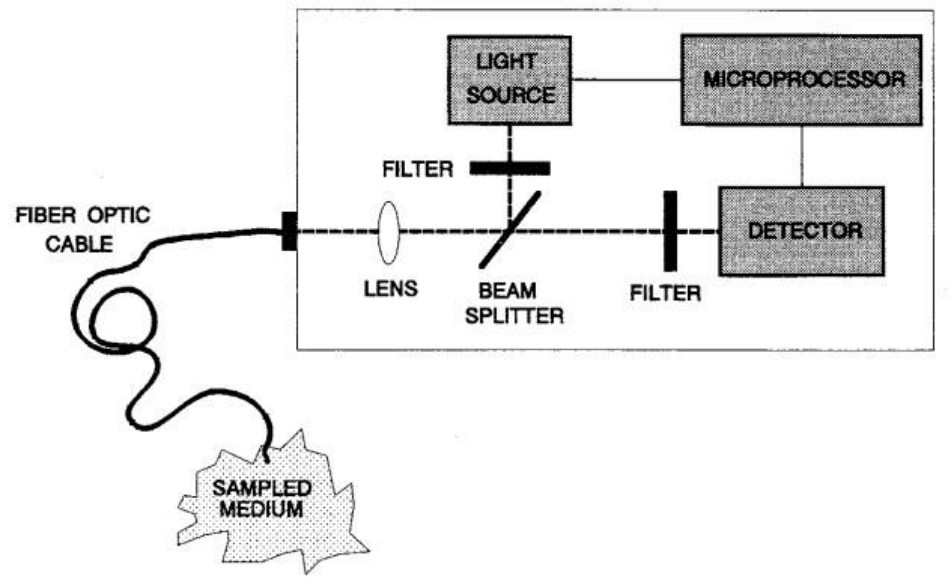 LIGHT
SOURCE
MICROPROCESSOR
FILTER
FIBER OPTIC
CABLE
DETECTOR
LENS
BEAM
SPLITTER
FILTER
SAMPLED
MEDIUM